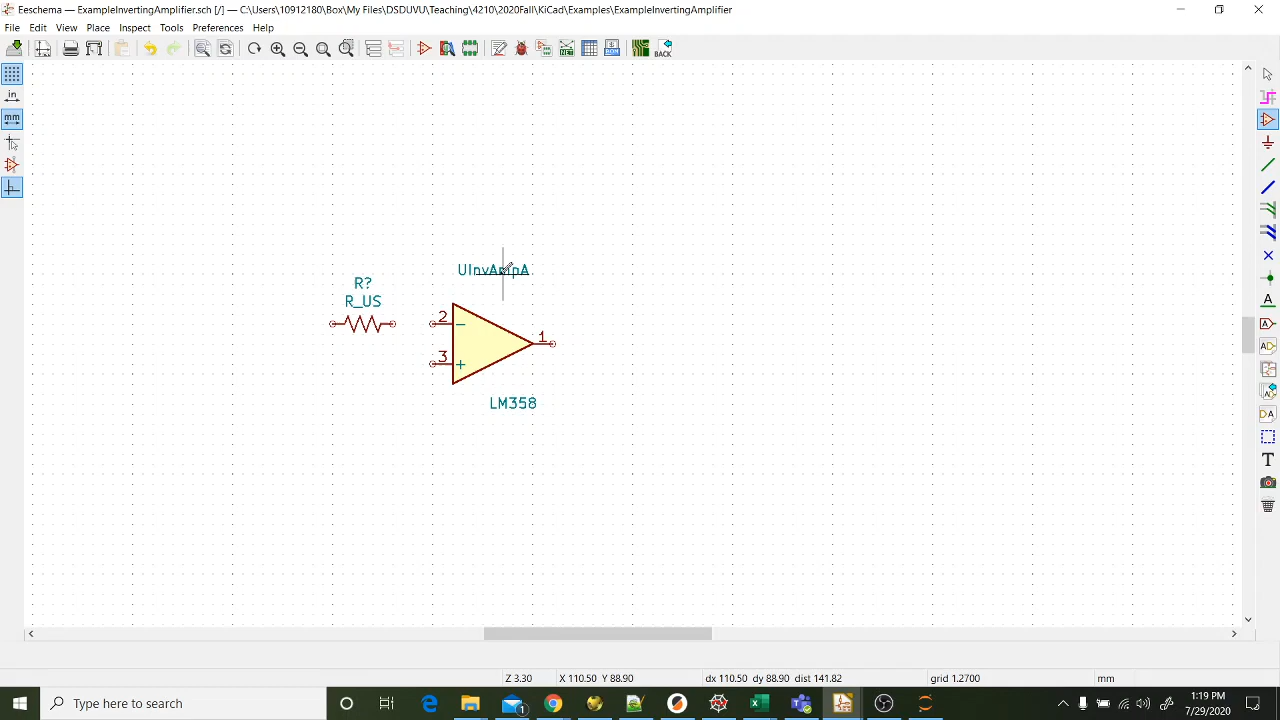 Eeschema — ExampleInvertingAmplifier.sch [/] — C:\Users\10912180\Box\My Files\DSDUVU\Teaching\4210\2020Fall\KiCad\Examples\ExampleInvertingAmplifier
File Edit View Place Inspect Tools Preferences Help
BACK
in
mm
A
UInvAmpA
R?
R_US
2
1
3
LM358
T
Z 3.30 X 110.50 Y 88.90 dx 110.50 dy 88.90 dist 141.82 grid 1.2700 mm
Type here to search
1:19 PM
7/29/2020